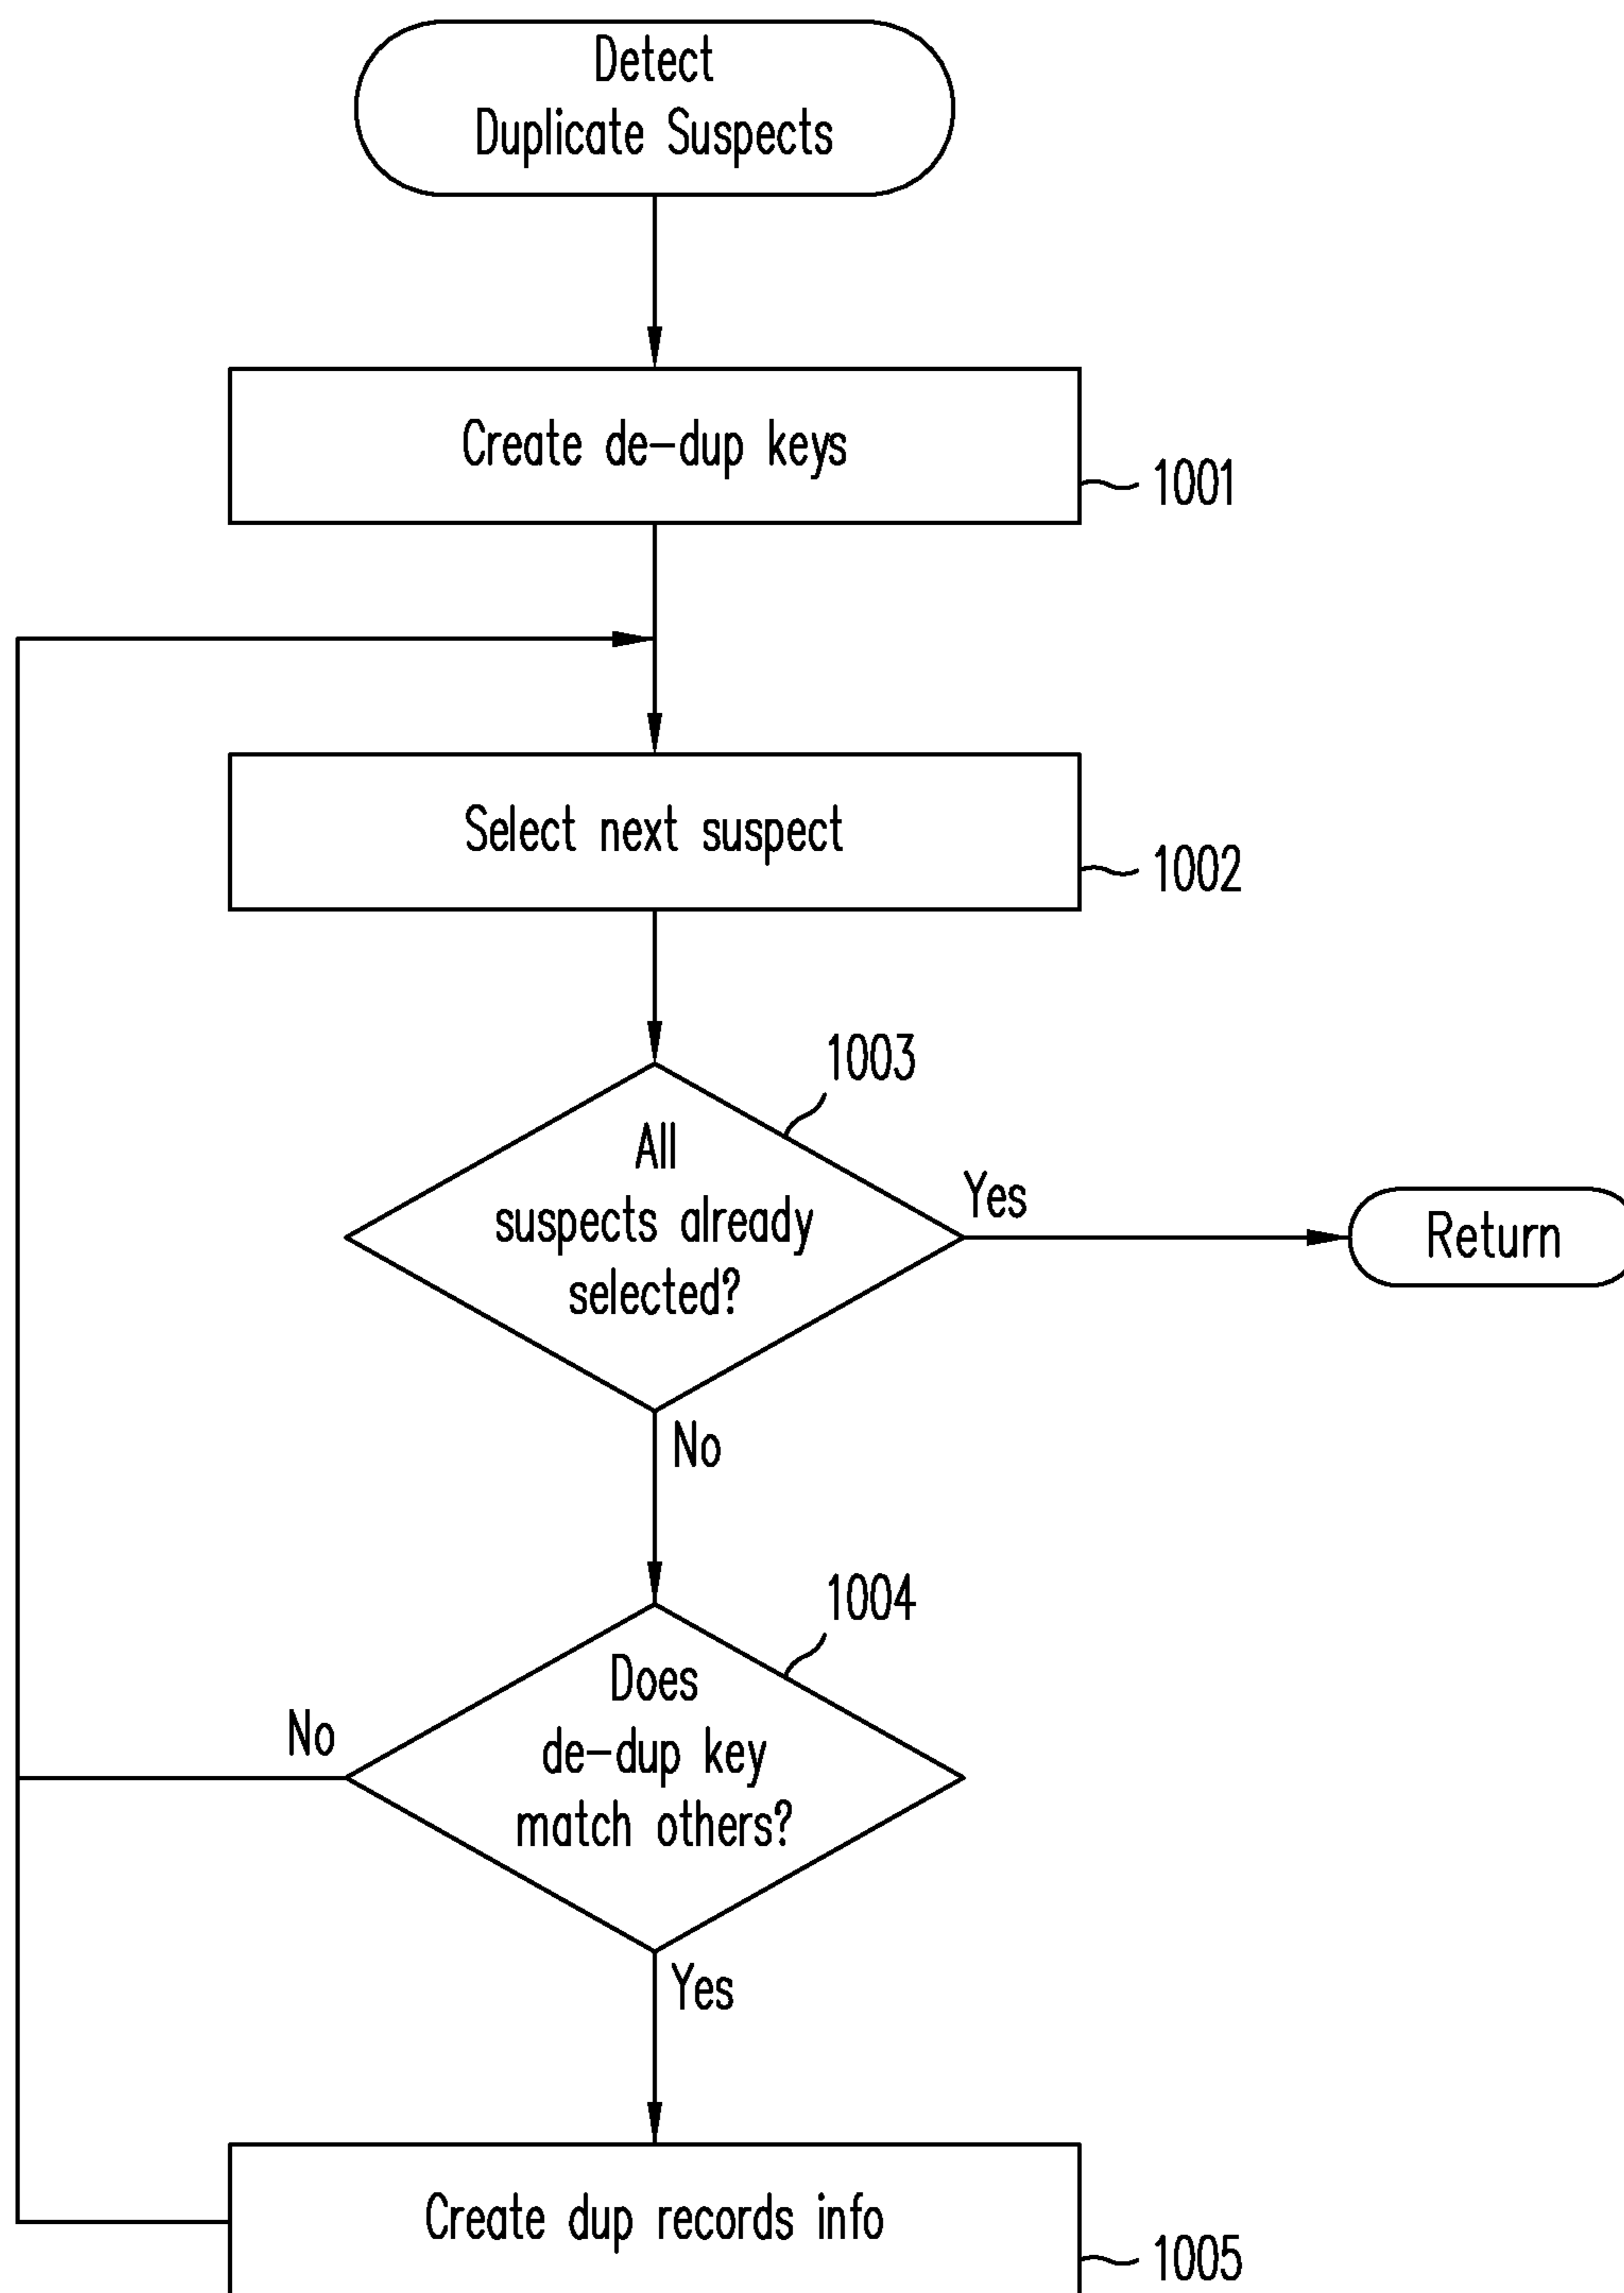 Detect
Duplicate Suspects
Create de-dup keys
1001
Select next suspect
1002
1003
All
suspects already
selected?
Yes
Return
No
1004
Does
de-dup key
match others?
No
Yes
Create dup records info
1005